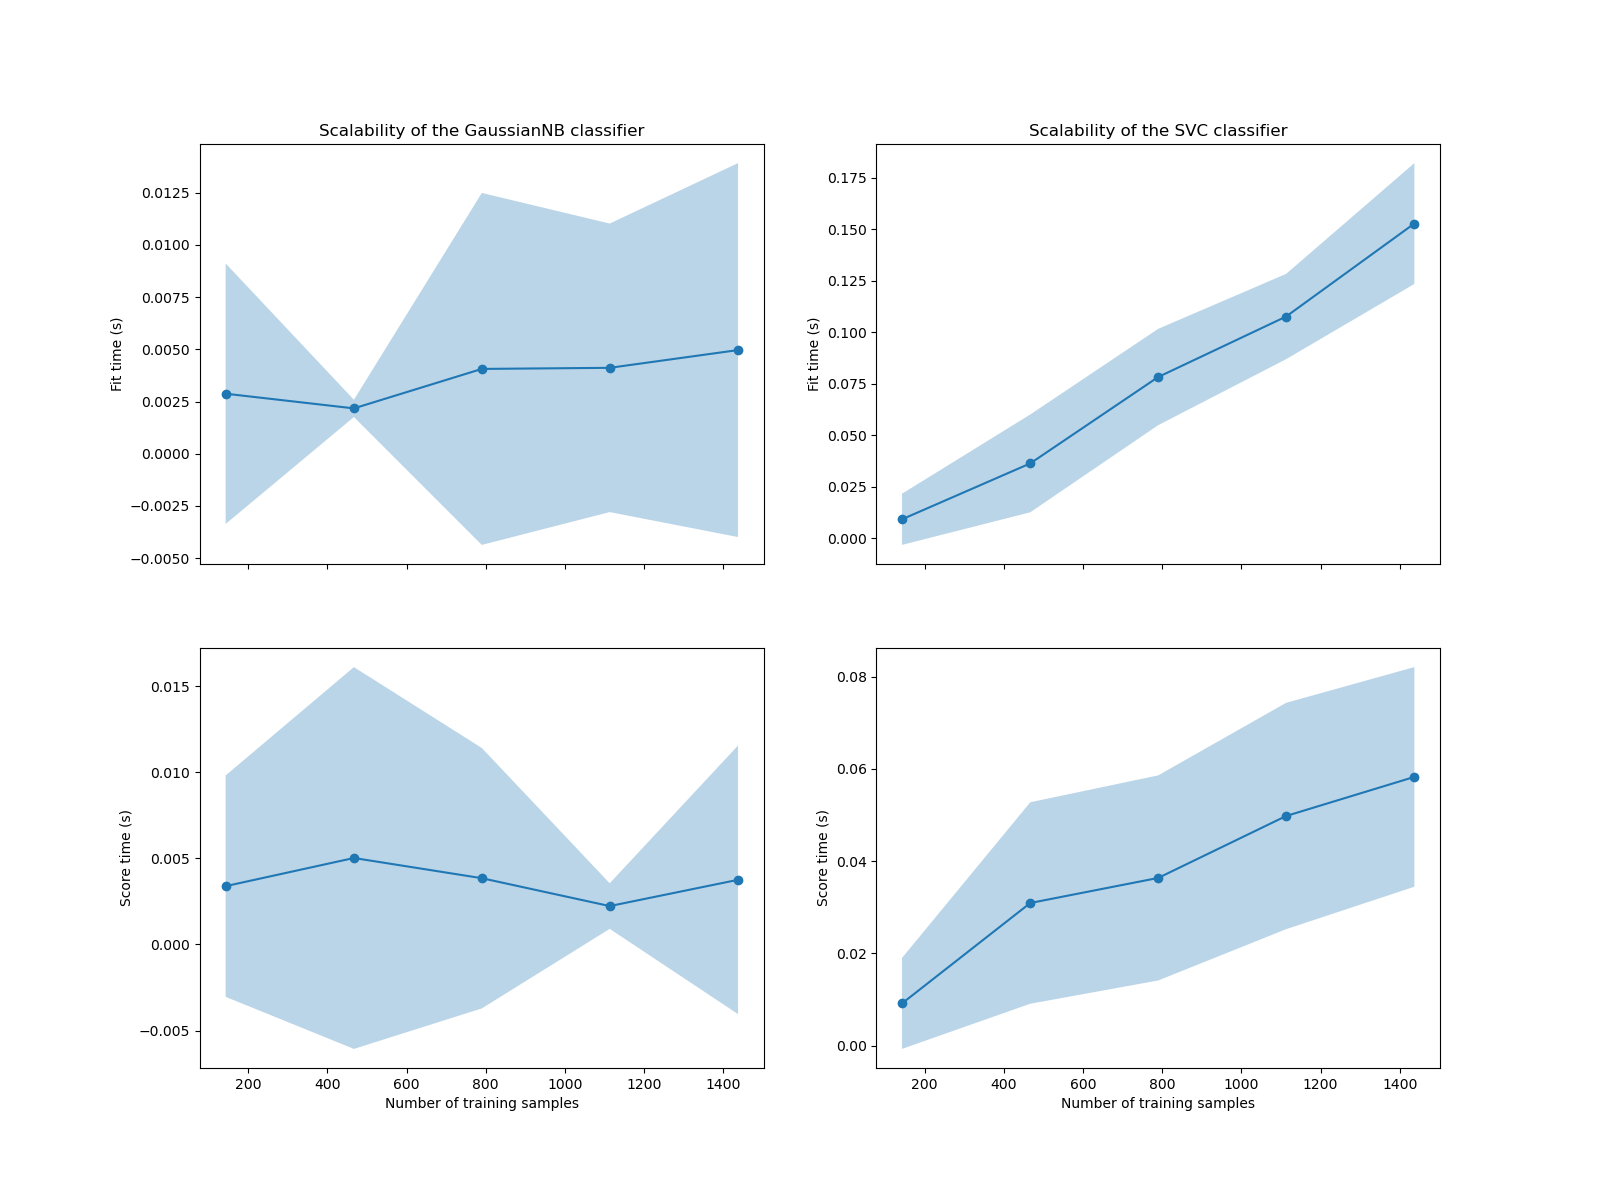 Scalability of the GaussianNB classifier
0.0125
0.0100
0.0075
0.0050
0.0025
0.0000
−0.0025
−0.0050
Fit time (s)
Scalability of the SVC classifier
0.175
0.150
0.125
0.100
0.075
0.050
0.025
0.000
Fit time (s)
0.015
0.010
0.005
0.000
−0.005
Score time (s)
200 400 600 800 1000 1200 1400
Number of training samples
0.08
0.06
0.04
0.02
0.00
Score time (s)
200 400 600 800 1000 1200 1400
Number of training samples